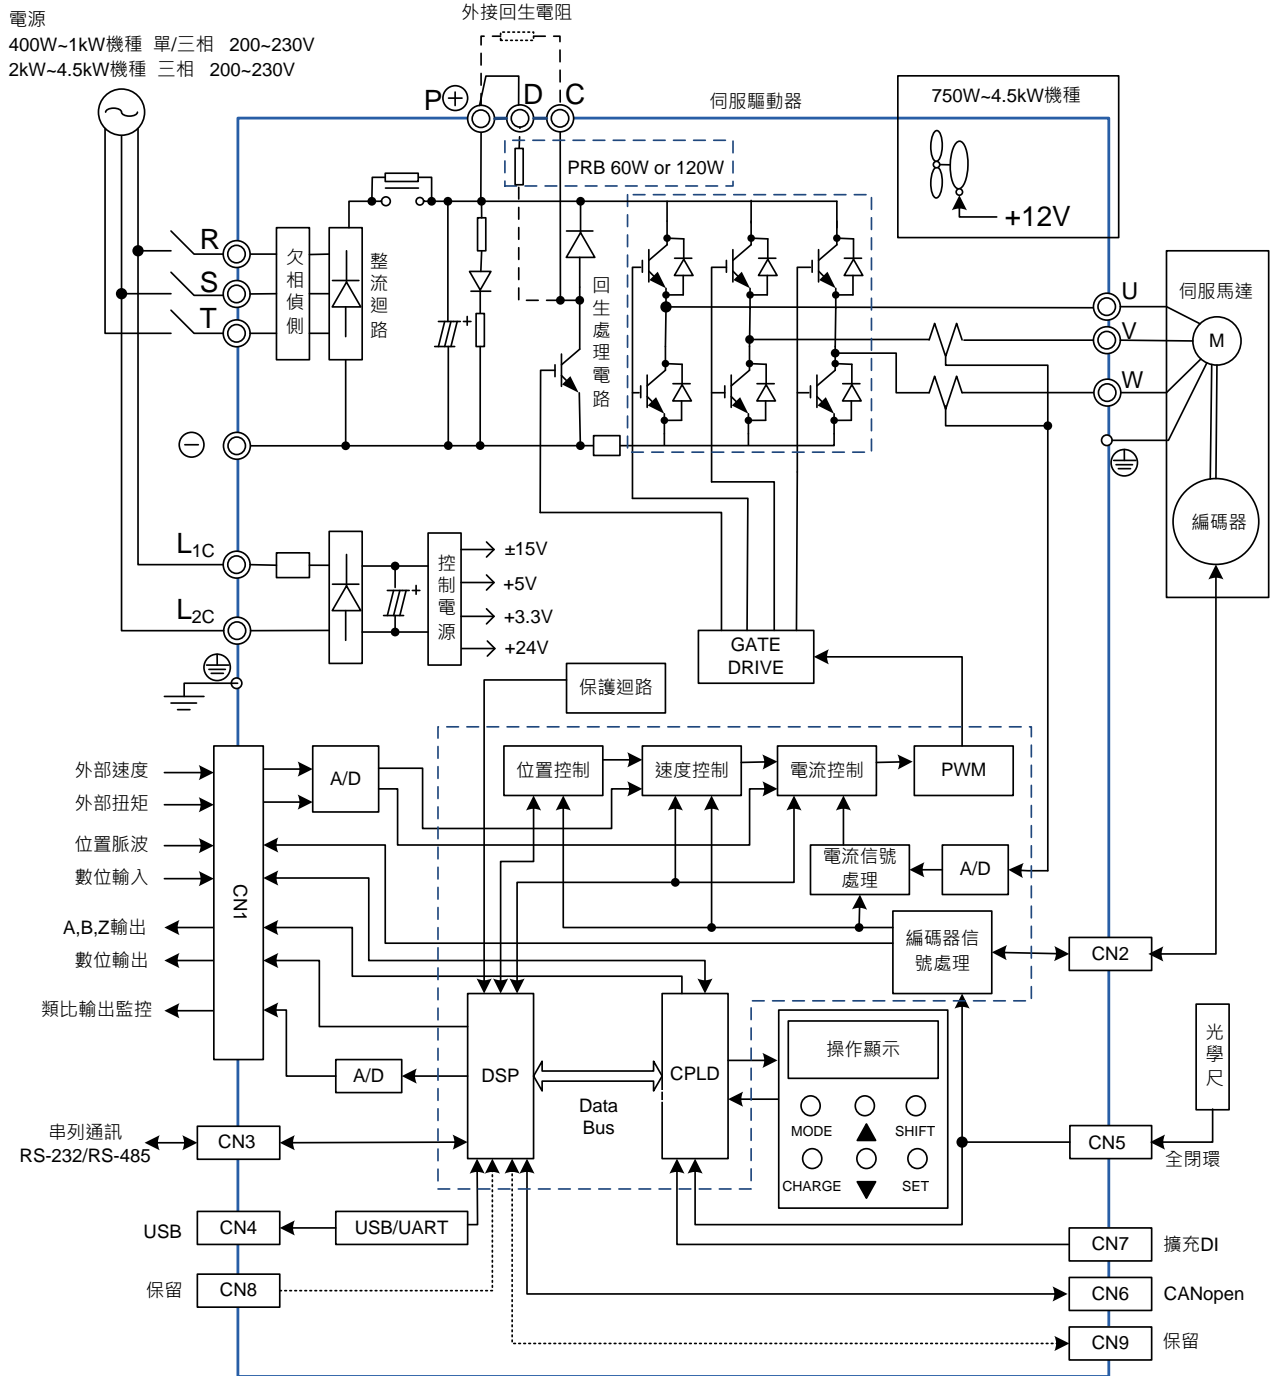 電源
400W~1kW機種 單/三相 200~230V
2kW~4.5kW機種 三相 200~230V
外接回生電阻
P⊕
D
C
伺服驅動器
750W~4.5kW機種
+12V
PRB 60W or 120W
R
S
T
欠相偵側
整流迴路
+
回生處理電路
U
V
W
伺服馬達
M
編碼器
⊖
L1C
L2C
+
控制電源
±15V
+5V
+3.3V
+24V
GATE
DRIVE
保護迴路
外部速度
外部扭矩
位置脈波
數位輸入
A,B,Z輸出
數位輸出
類比輸出監控
CN1
A/D
位置控制
速度控制
電流控制
PWM
電流信號
處理
A/D
編碼器信
號處理
CN2
A/D
DSP
Data
Bus
CPLD
操作顯示
MODE
▲
SHIFT
CHARGE
▼
SET
光學尺
串列通訊
RS-232/RS-485
CN3
CN5
全閉環
USB
CN4
USB/UART
CN7
擴充DI
保留
CN8
CN6
CANopen
CN9
保留